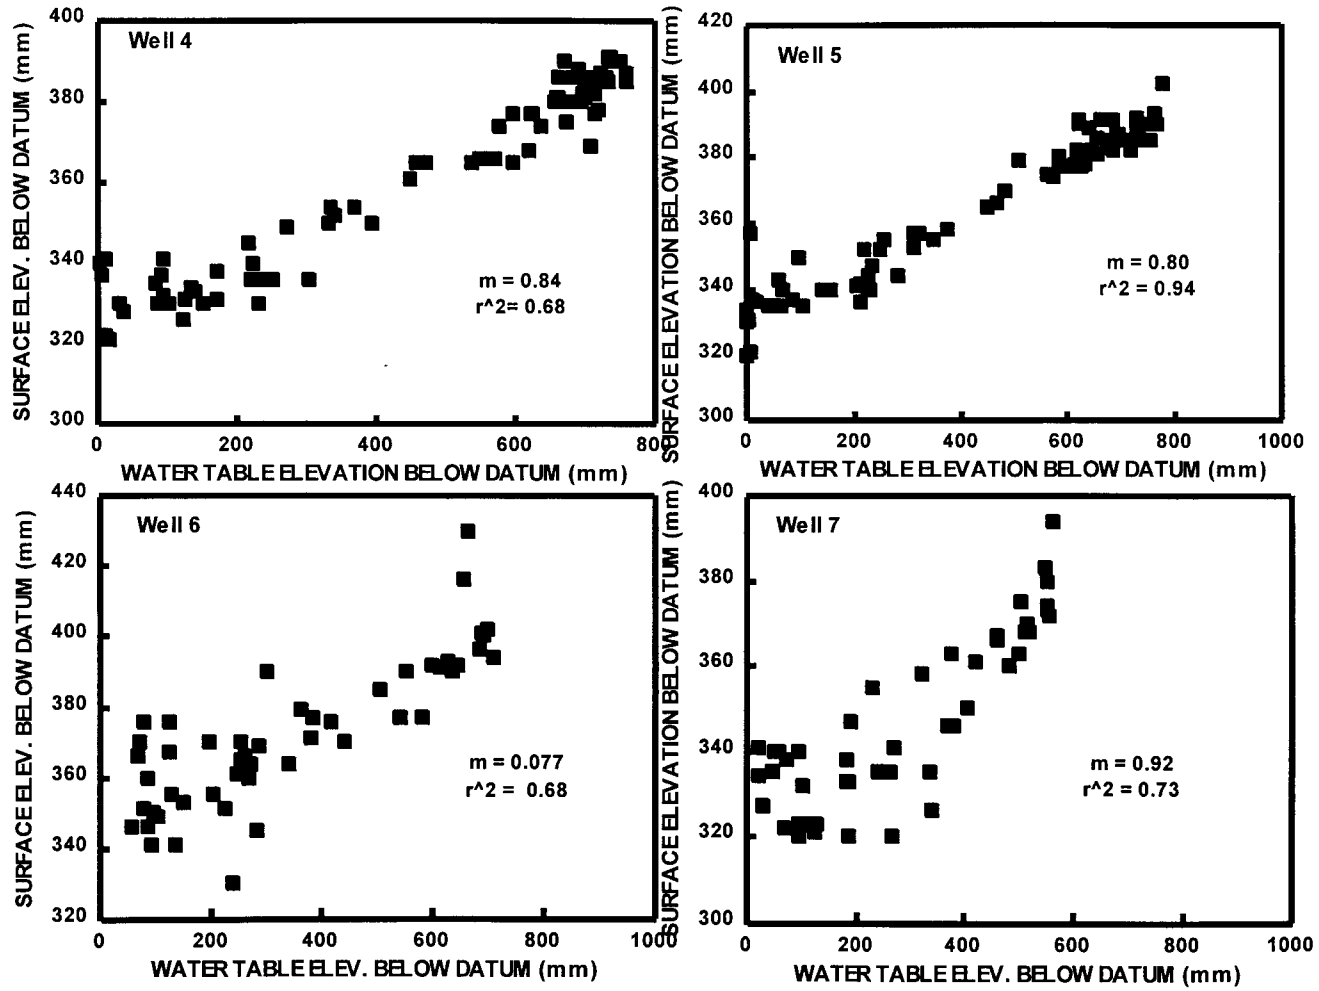 Well 4
SURFACE ELEV. BELOW DATUM (mm)
400
380
360
340
320
300
0 200 400 600 800
WATER TABLE ELEVATION BELOW DATUM (mm)
m = 0.84
r^2= 0.68
Well 5
SURFACE ELEVATION BELOW DATUM (mm)
420
400
380
360
340
320
300
0 200 400 600 800 1000
WATER TABLE ELEVATION BELOW DATUM (mm)
m = 0.80
r^2 = 0.94
Well 6
SURFACE ELEV. BELOW DATUM (mm)
440
420
400
380
360
340
320
0 200 400 600 800 1000
WATER TABLE ELEV. BELOW DATUM (mm)
m = 0.077
r^2 = 0.68
Well 7
SURFACE ELEVATION BELOW DATUM (mm)
400
380
360
340
320
300
0 200 400 600 800 1000
WATER TABLE ELEV. BELOW DATUM (mm)
m = 0.92
r^2 = 0.73